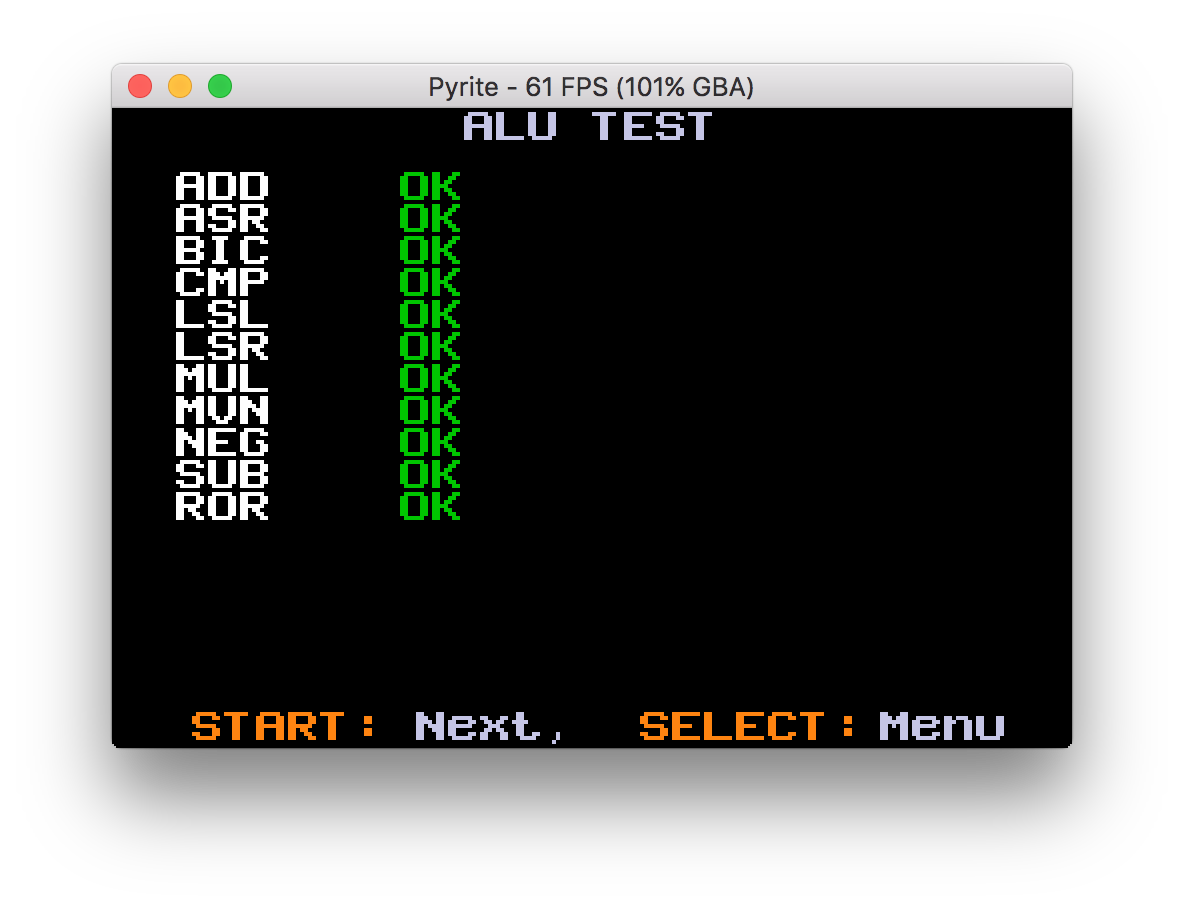 Pyrite - 61 FPS (101% GBA)
ALU TEST
ADD OK
ASR OK
BIC OK
CMP OK
LSL OK
LSR OK
MUL OK
MVN OK
NEG OK
SUB OK
ROR OK
START: Next, SELECT: Menu